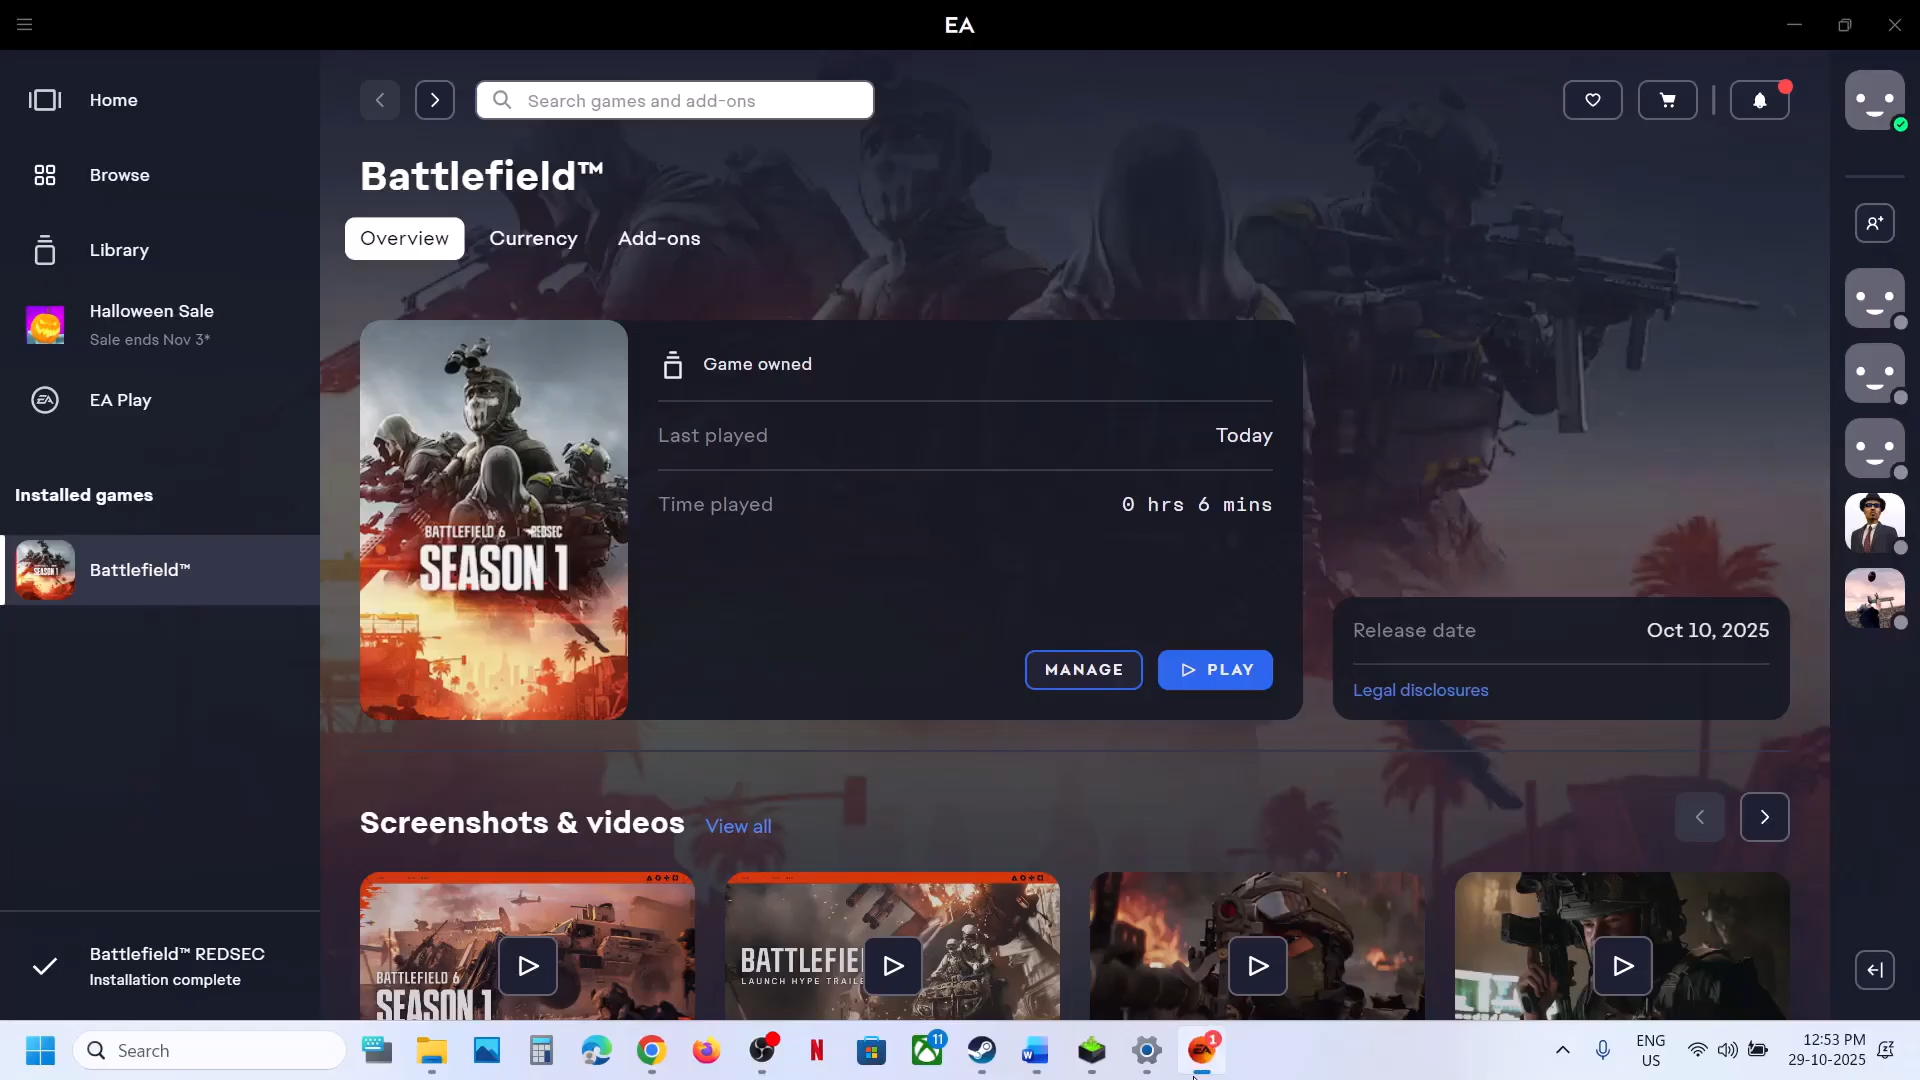 EA
Home
Search games and add-ons
Browse
Battlefield™
Library
Overview
Currency
Add-ons
Halloween Sale
Sale ends Nov 3*
Game owned
EA Play
Last played
Today
Installed games
Time played
0 hrs 6 mins
BATTLEFIELD 6
REDSEC
SEASON 1
Battlefield™
Release date
Oct 10, 2025
MANAGE
PLAY
Legal disclosures
Screenshots & videos
View all
Battlefield™ REDSEC
Installation complete
BATTLEFIELD 6
SEASON 1
BATTLEFIE
LAUNCH HYPE TRAILE
Search
11
1
ENG
US
12:53 PM
29-10-2025